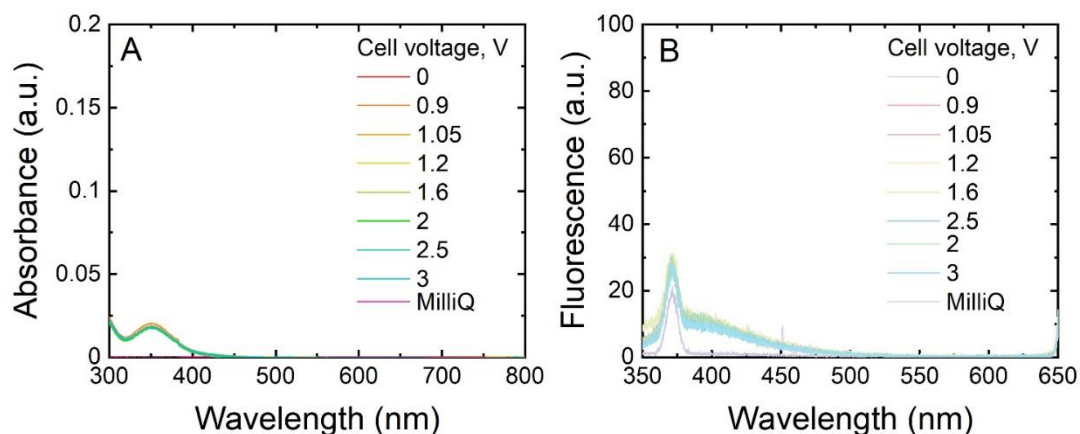 A
Cell voltage, V
0
0.9
1.05
1.2
1.6
2
2.5
3
MilliQ
0.2
0.15
0.1
0.05
0
Absorbance (a.u.)
300 400 500 600 700 800
Wavelength (nm)
B
Cell voltage, V
0
0.9
1.05
1.2
1.6
2.5
2
3
MilliQ
100
80
60
40
20
0
Fluorescence (a.u.)
350 400 450 500 550 600 650
Wavelength (nm)